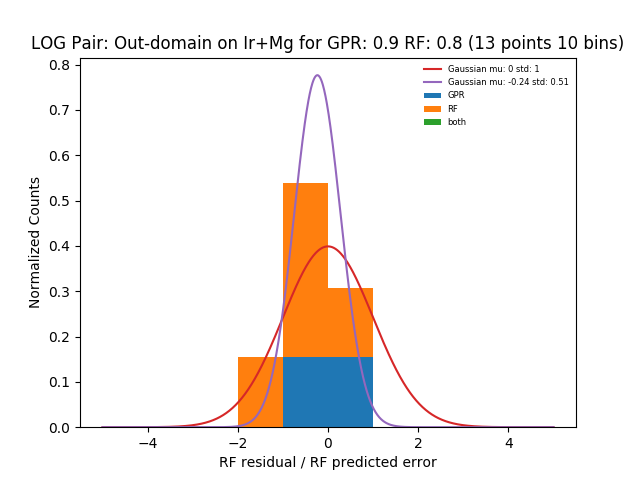 LOG Pair: Out-domain on Ir+Mg for GPR: 0.9 RF: 0.8 (13 points 10 bins)
Gaussian mu: 0 std: 1
Gaussian mu: -0.24 std: 0.51
GPR
RF
both
Normalized Counts
0.8
0.7
0.6
0.5
0.4
0.3
0.2
0.1
0.0
−4
−2
0
2
4
RF residual / RF predicted error